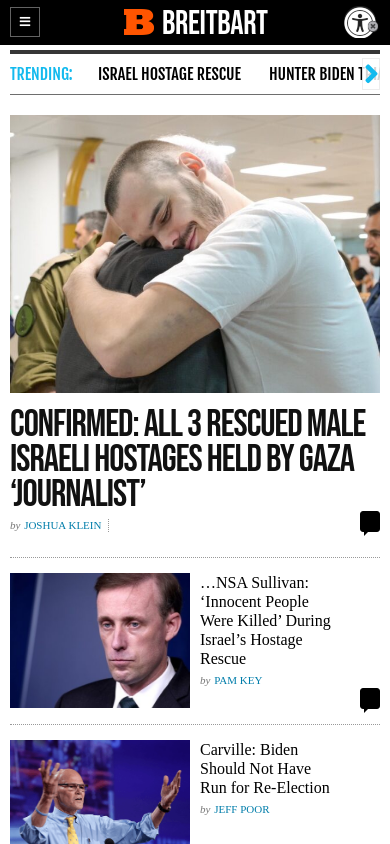 B BREITBART
TRENDING:
ISRAEL HOSTAGE RESCUE
HUNTER BIDEN
CONFIRMED: ALL 3 RESCUED MALE
ISRAELI HOSTAGES HELD BY GAZA
‘JOURNALIST’
by JOSHUA KLEIN
…NSA Sullivan:
‘Innocent People
Were Killed’ During
Israel’s Hostage
Rescue
by PAM KEY
Carville: Biden
Should Not Have
Run for Re-Election
by JEFF POOR